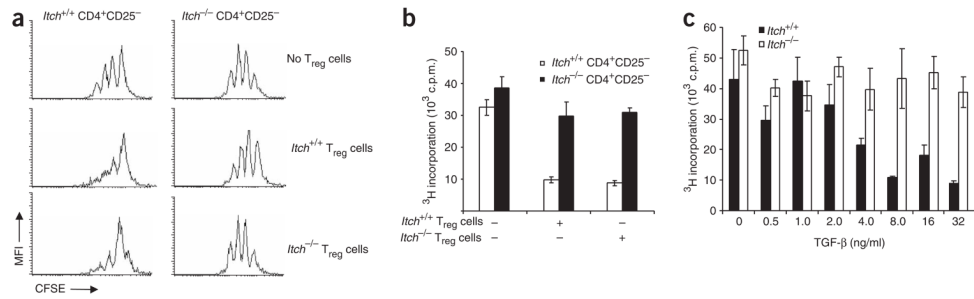 a
Itch+/+ CD4+CD25− Itch−/− CD4+CD25−
No Treg cells
Itch+/+ Treg cells
Itch−/− Treg cells
MFI
CFSE
b
50
40
30
20
10
0
3H incorporation (103 c.p.m.)
Itch+/+ CD4+CD25−
Itch−/− CD4+CD25−
Itch+/+ Treg cells − + −
Itch−/− Treg cells − − +
c
60
50
40
30
20
10
0
3H incorporation (103 c.p.m.)
Itch+/+
Itch−/−
0 0.5 1.0 2.0 4.0 8.0 16 32
TGF-β (ng/ml)